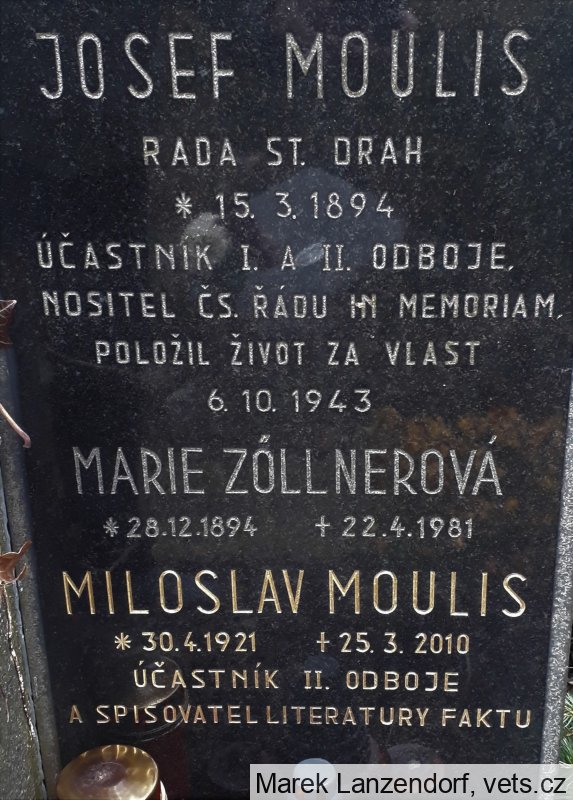 JOSEF MOULIS
RADA ST. DRAH
* 15. 3. 1894
ÚČASTNÍK I. A II. ODBOJE,
NOSITEL ČS. ŘÁDU IN MEMORIAM,
POLOŽIL ŽIVOT ZA VLAST
6. 10. 1943
MARIE ZÖLLNEROVÁ
* 28.12.1894 † 22.4.1981
MILOSLAV MOULIS
* 30.4.1921 † 25.3.2010
ÚČASTNÍK II. ODBOJE
A SPISOVATEL LITERATURY FAKTU
Marek Lanzendorf, vets.cz